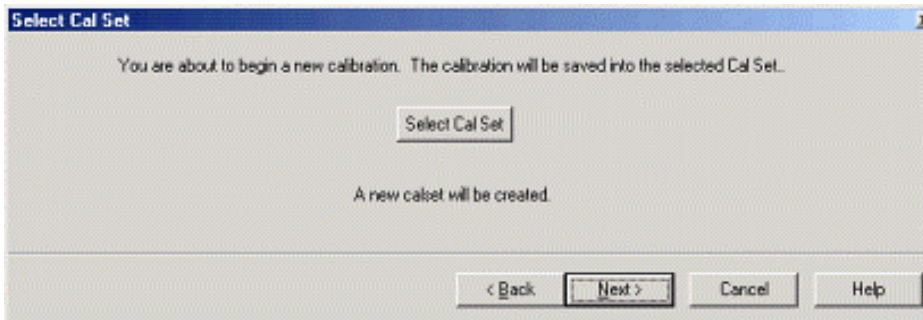 Select Cal Set
You are about to begin a new calibration. The calibration will be saved into the selected Cal Set..
Select Cal Set
A new calset will be created.
< Back Next > Cancel Help